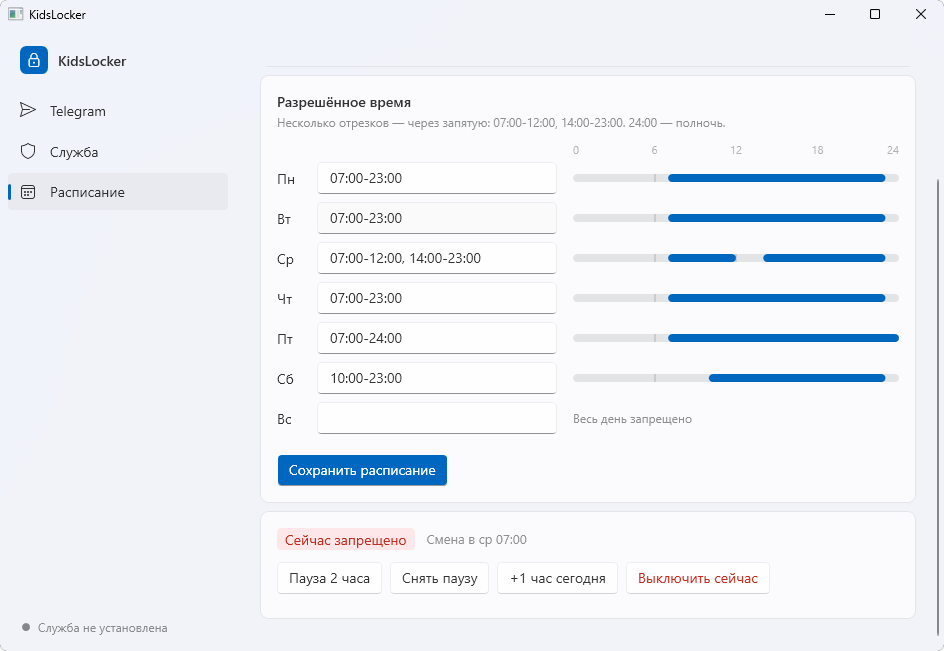 KidsLocker
KidsLocker
Telegram
Служба
Расписание
Разрешённое время
Несколько отрезков — через запятую: 07:00-12:00, 14:00-23:00. 24:00 — полночь.
0 6 12 18 24
Пн 07:00-23:00
Вт 07:00-23:00
Ср 07:00-12:00, 14:00-23:00
Чт 07:00-23:00
Пт 07:00-24:00
Сб 10:00-23:00
Вс Весь день запрещено
Сохранить расписание
Сейчас запрещено Смена в ср 07:00
Пауза 2 часа Снять паузу +1 час сегодня Выключить сейчас
Служба не установлена